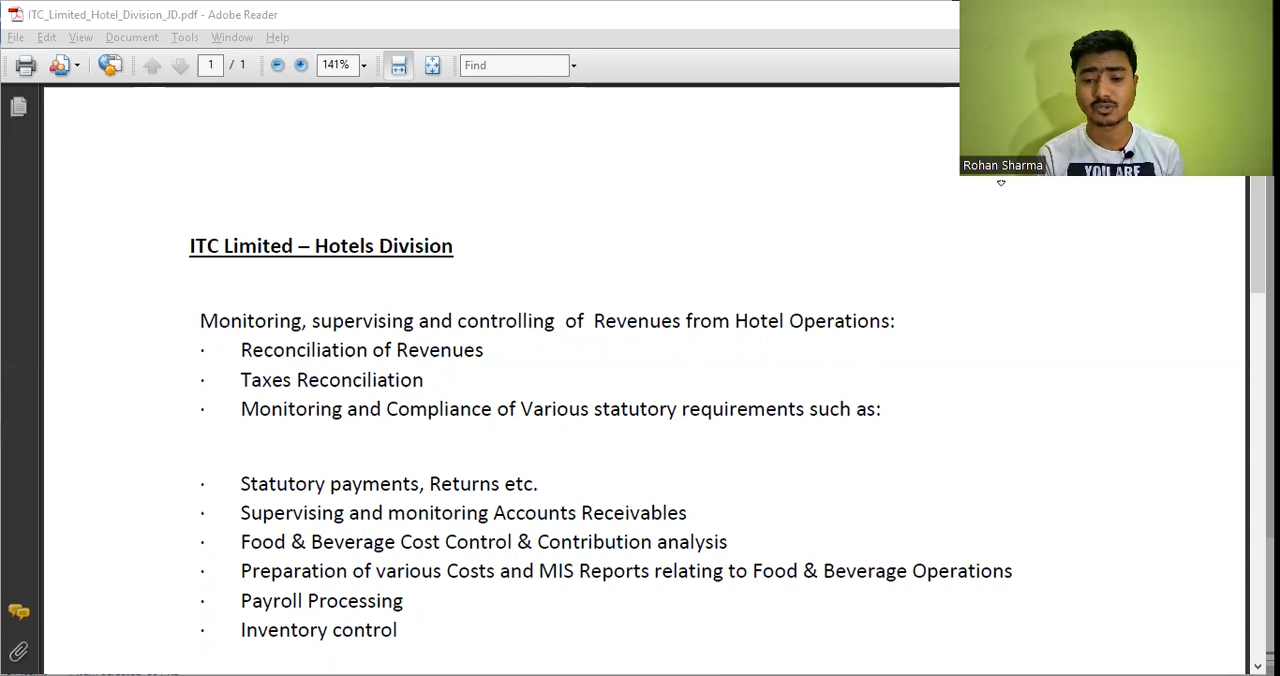 ITC_Limited_Hotel_Division_JD.pdf - Adobe Reader
File Edit View Document Tools Window Help
1 / 1 141% Find
Rohan Sharma
YOU ARE
ITC Limited – Hotels Division
Monitoring, supervising and controlling of Revenues from Hotel Operations:
· Reconciliation of Revenues
· Taxes Reconciliation
· Monitoring and Compliance of Various statutory requirements such as:
· Statutory payments, Returns etc.
· Supervising and monitoring Accounts Receivables
· Food & Beverage Cost Control & Contribution analysis
· Preparation of various Costs and MIS Reports relating to Food & Beverage Operations
· Payroll Processing
· Inventory control